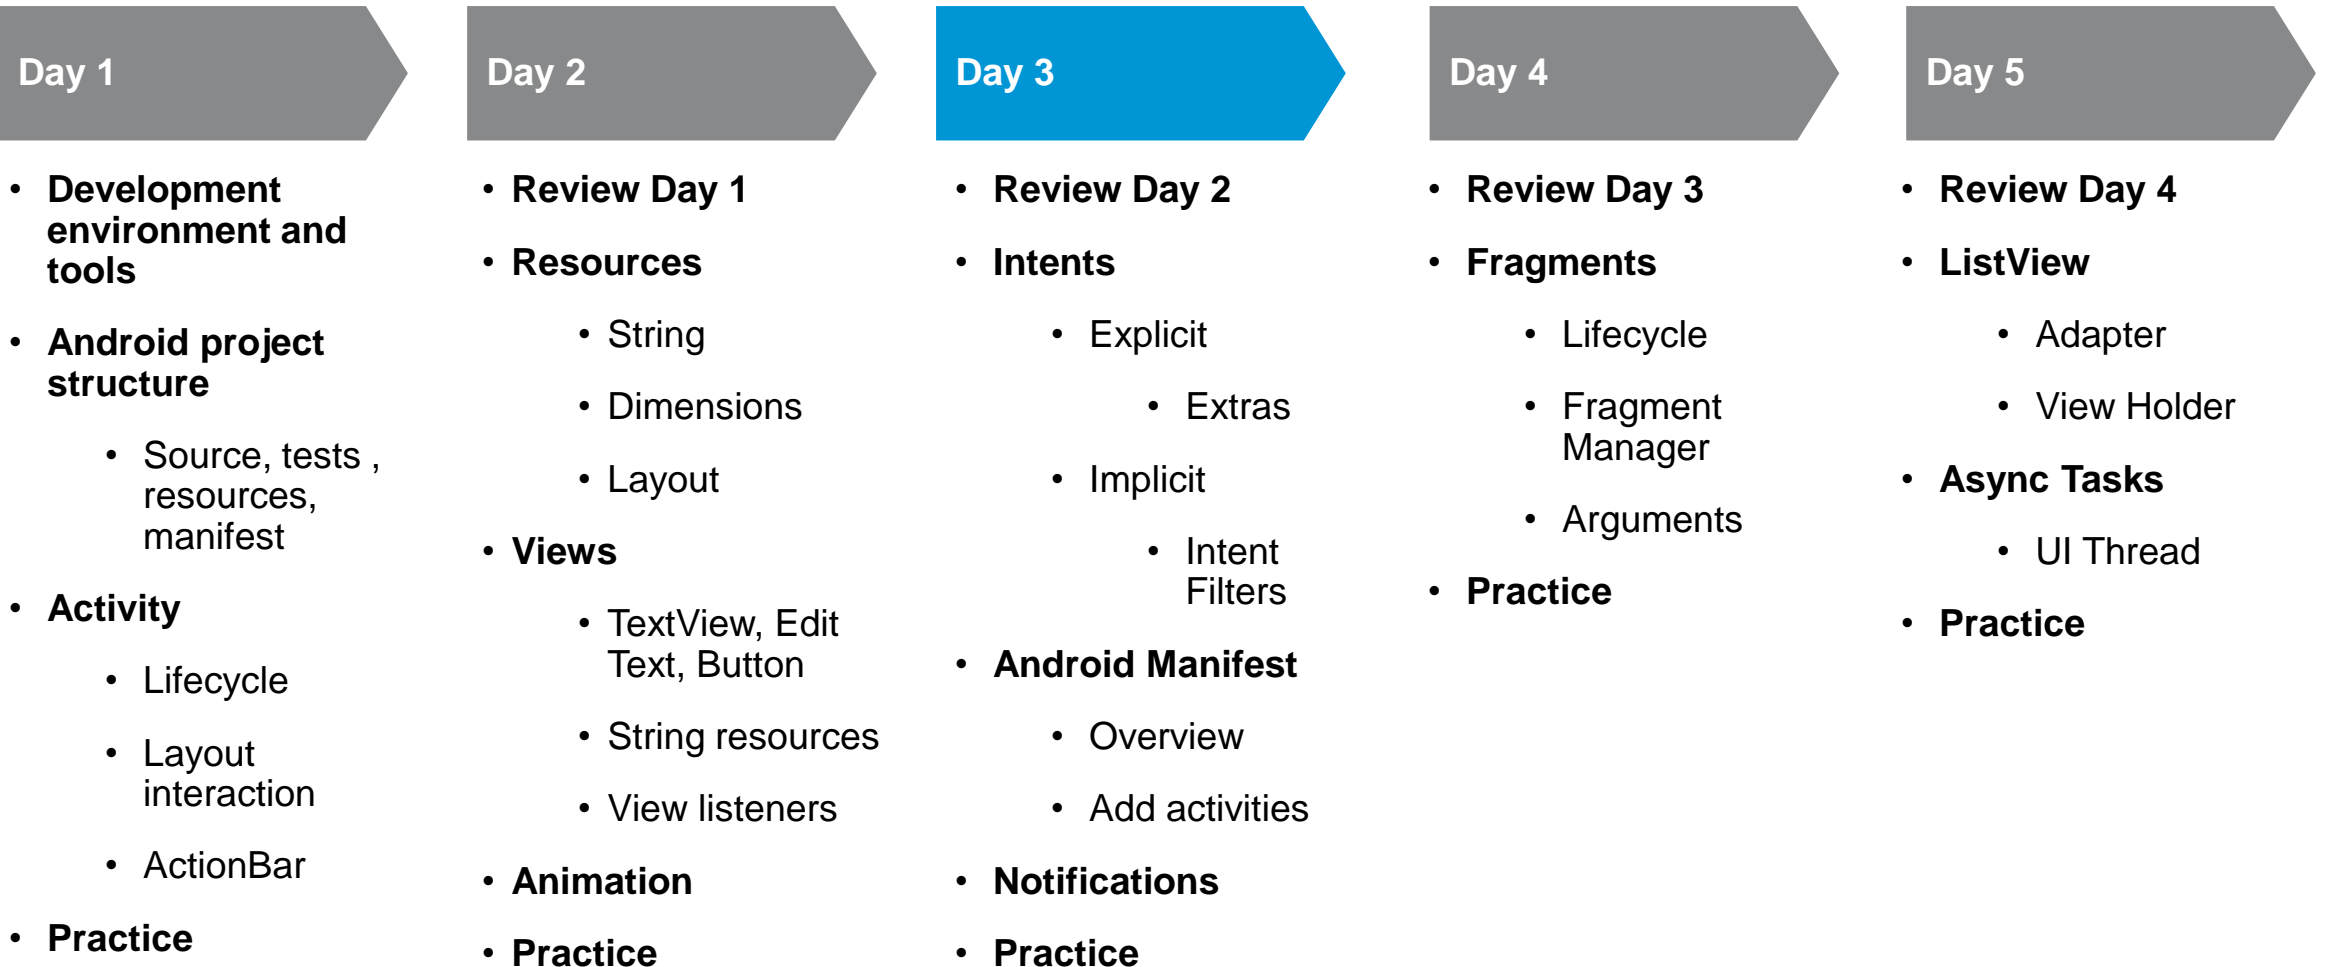 Day 1
• Development
environment and
tools
• Android project
structure
• Source, tests ,
resources,
manifest
• Activity
• Lifecycle
• Layout
interaction
• ActionBar
• Practice
Day 2
• Review Day 1
• Resources
• String
• Dimensions
• Layout
• Views
• TextView, Edit
Text, Button
• String resources
• View listeners
• Animation
• Practice
Day 3
• Review Day 2
• Intents
• Explicit
• Extras
• Implicit
• Intent
Filters
• Android Manifest
• Overview
• Add activities
• Notifications
• Practice
Day 4
• Review Day 3
• Fragments
• Lifecycle
• Fragment
Manager
• Arguments
• Practice
Day 5
• Review Day 4
• ListView
• Adapter
• View Holder
• Async Tasks
• UI Thread
• Practice